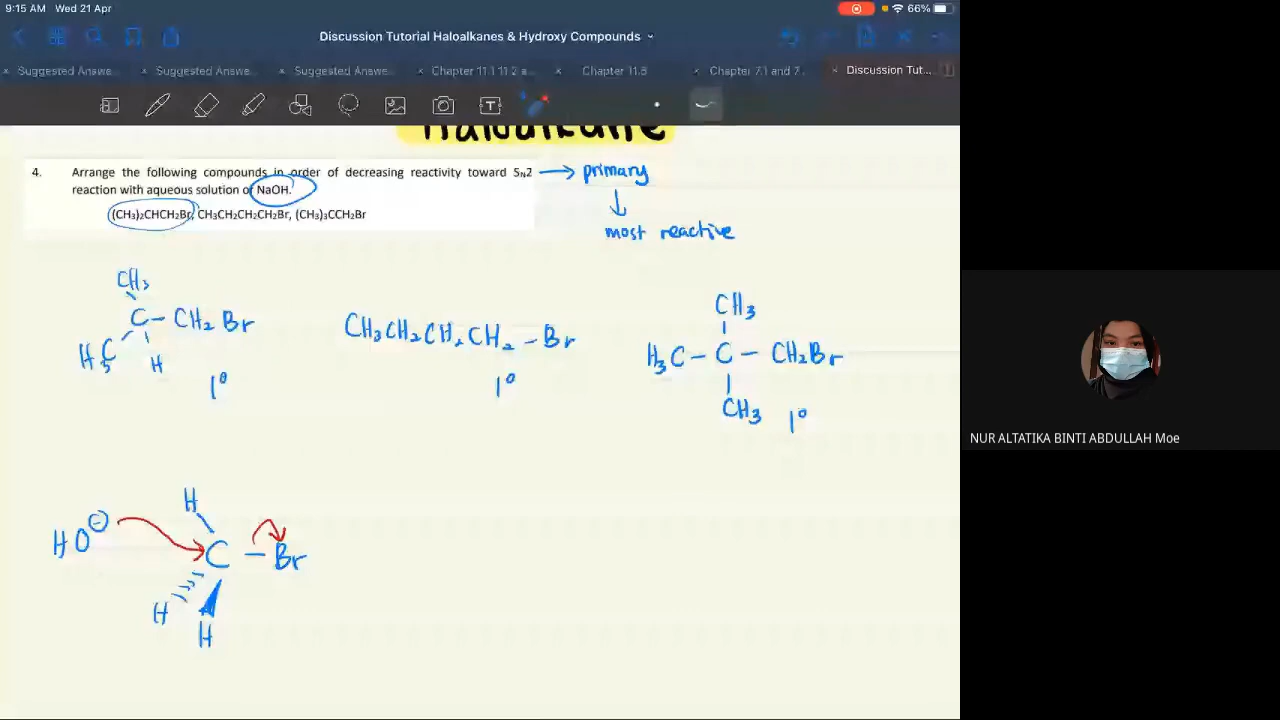 9:15 AM Wed 21 Apr
66%
Discussion Tutorial Haloalkanes & Hydroxy Compounds
Suggested Answe...
Suggested Answe...
Suggested Answe...
Chapter 11.1 11.2 a...
Chapter 11.3
Chapter 7.1 and 7...
Discussion Tut...
Haloalkane
4. Arrange the following compounds in order of decreasing reactivity toward SN2
reaction with aqueous solution of NaOH.
(CH3)2CHCH2Br, CH3CH2CH2CH2Br, (CH3)3CCH2Br
primary
most reactive
CH3
C - CH2 Br
H3C
H
1°
CH3CH2CH2CH2 - Br
1°
CH3
H3C - C - CH2Br
CH3
1°
HO⊖
H
C - Br
H
H
NUR ALTATIKA BINTI ABDULLAH Moe